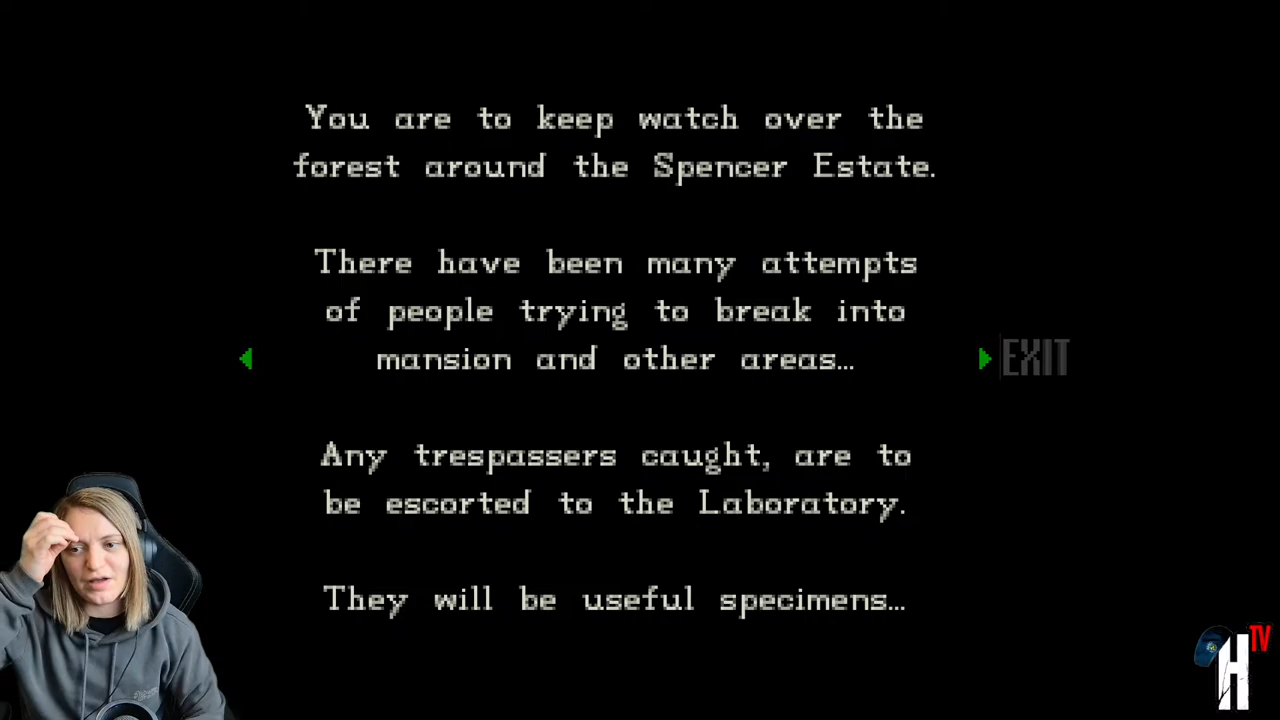 You are to keep watch over the
forest around the Spencer Estate.
There have been many attempts
of people trying to break into
mansion and other areas...
EXIT
Any trespassers caught, are to
be escorted to the Laboratory.
They will be useful specimens...
H TV